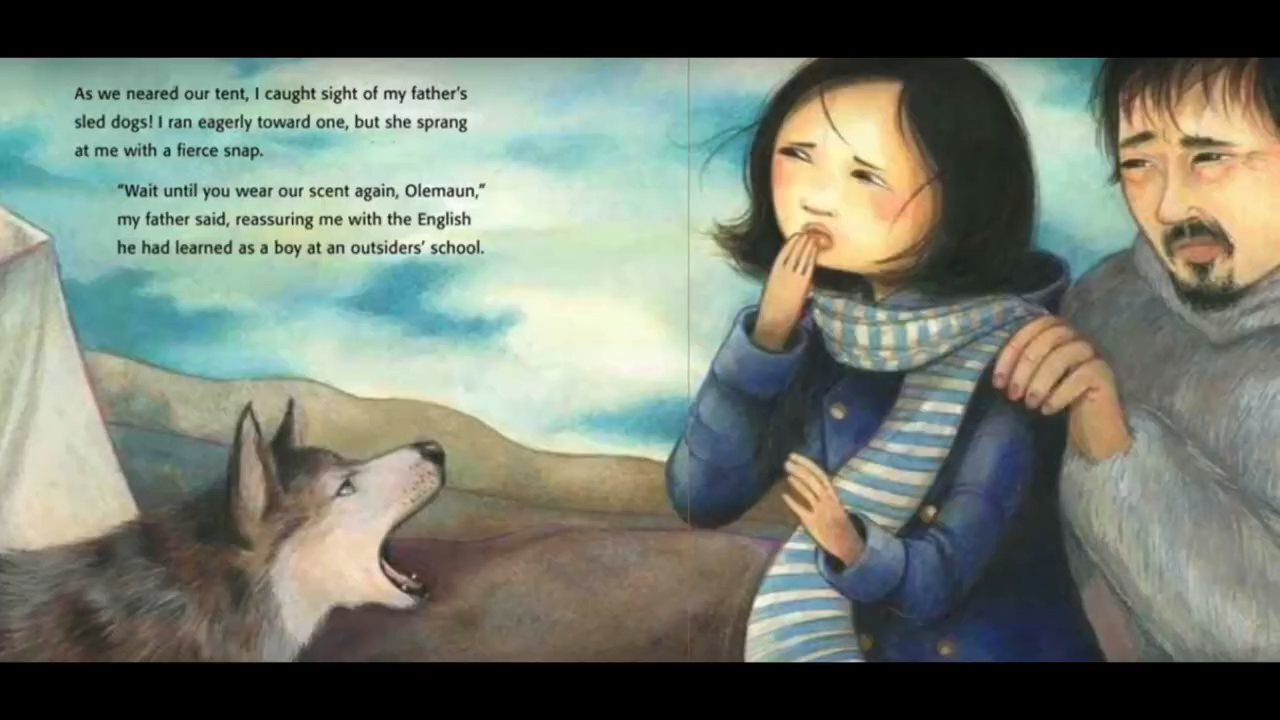 As we neared our tent, I caught sight of my father’s
sled dogs! I ran eagerly toward one, but she sprang
at me with a fierce snap.
“Wait until you wear our scent again, Olemaun,”
my father said, reassuring me with the English
he had learned as a boy at an outsiders’ school.